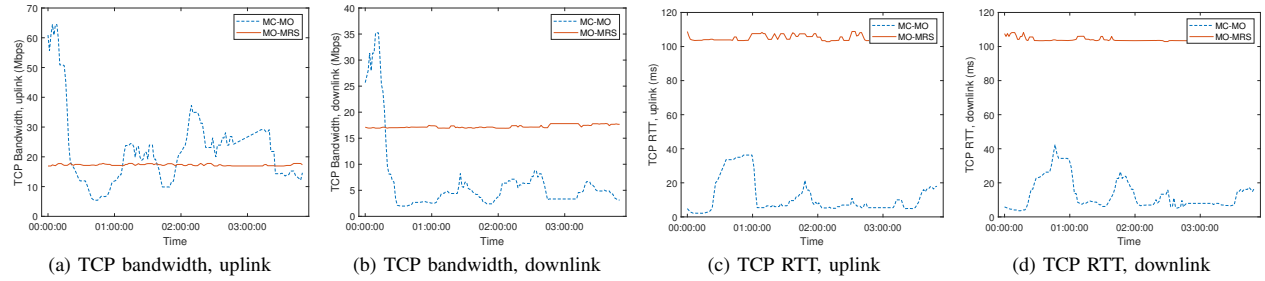 TCP Bandwidth, uplink (Mbps)
70
60
50
40
30
20
10
0
MC-MO
MO-MRS
00:00:00 01:00:00 02:00:00 03:00:00
Time
(a) TCP bandwidth, uplink
TCP Bandwidth, downlink (Mbps)
40
35
30
25
20
15
10
5
0
MC-MO
MO-MRS
00:00:00 01:00:00 02:00:00 03:00:00
Time
(b) TCP bandwidth, downlink
TCP RTT, uplink (ms)
120
100
80
60
40
20
0
MC-MO
MO-MRS
00:00:00 01:00:00 02:00:00 03:00:00
Time
(c) TCP RTT, uplink
TCP RTT, downlink (ms)
120
100
80
60
40
20
0
MC-MO
MO-MRS
00:00:00 01:00:00 02:00:00 03:00:00
Time
(d) TCP RTT, downlink